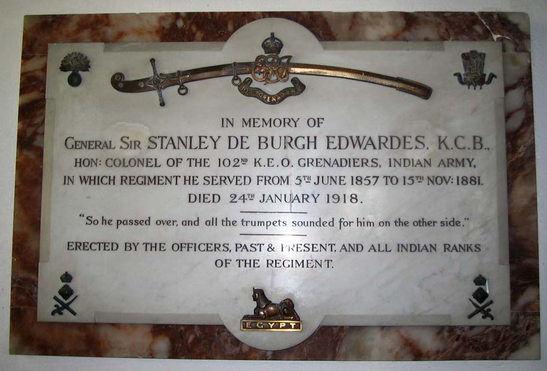 IN MEMORY OF
GENERAL SIR STANLEY DE BURGH EDWARDES, K.C.B.,
HON: COLONEL OF THE 102ND K.E.O. GRENADIERS, INDIAN ARMY,
IN WHICH REGIMENT HE SERVED FROM 5TH JUNE 1857 TO 15TH NOV: 1881.
DIED 24TH JANUARY 1918.
"So he passed over, and all the trumpets sounded for him on the other side."
ERECTED BY THE OFFICERS, PAST & PRESENT, AND ALL INDIAN RANKS
OF THE REGIMENT.
EGYPT